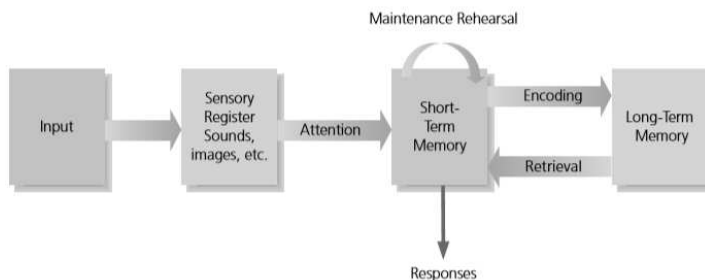 Maintenance Rehearsal
Input
Sensory
Register
Sounds,
images, etc.
Attention
Short-
Term
Memory
Encoding
Retrieval
Long-Term
Memory
Responses